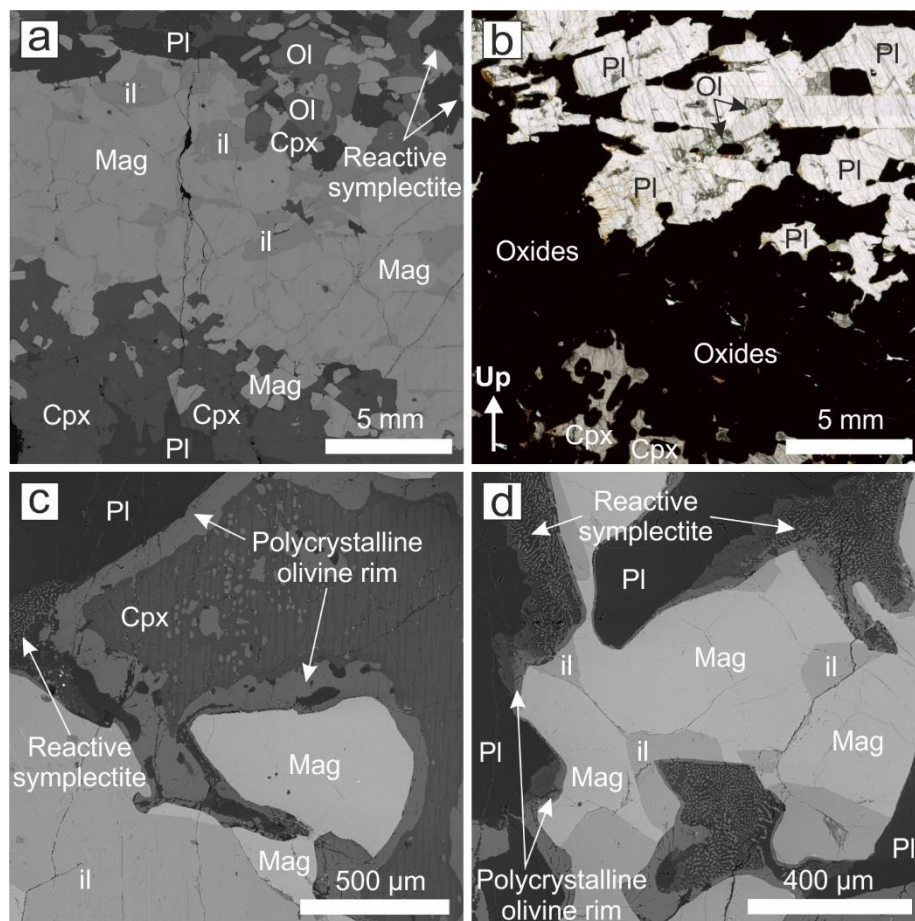 a
Pl
Ol
il
Ol
il
Cpx
Mag
Reactive
symplectite
il
Mag
Mag
Cpx
Cpx
Pl
5 mm
b
Pl
Pl
Ol
Pl
Pl
Pl
Oxides
Oxides
Up
Cpx
Cpx
5 mm
c
Pl
Polycrystalline
olivine rim
Cpx
Reactive
symplectite
Mag
Mag
il
500 µm
d
Reactive
symplectite
Pl
Mag
il
il
Pl
Mag
Mag
Pl
Polycrystalline
olivine rim
400 µm